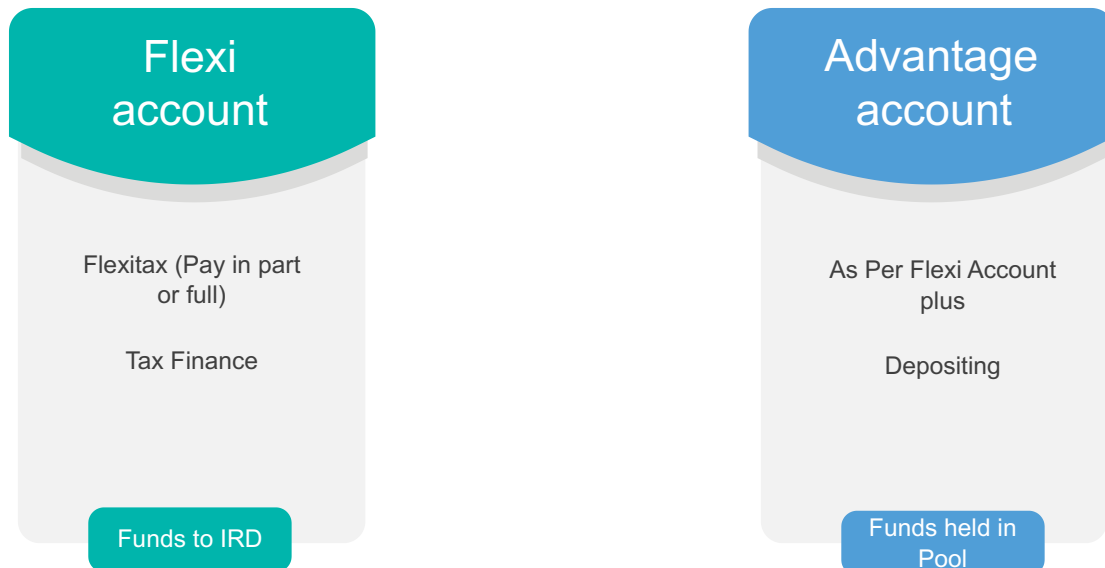 Flexi
account
Flexitax (Pay in part
or full)
Tax Finance
Funds to IRD
Advantage
account
As Per Flexi Account
plus
Depositing
Funds held in
Pool